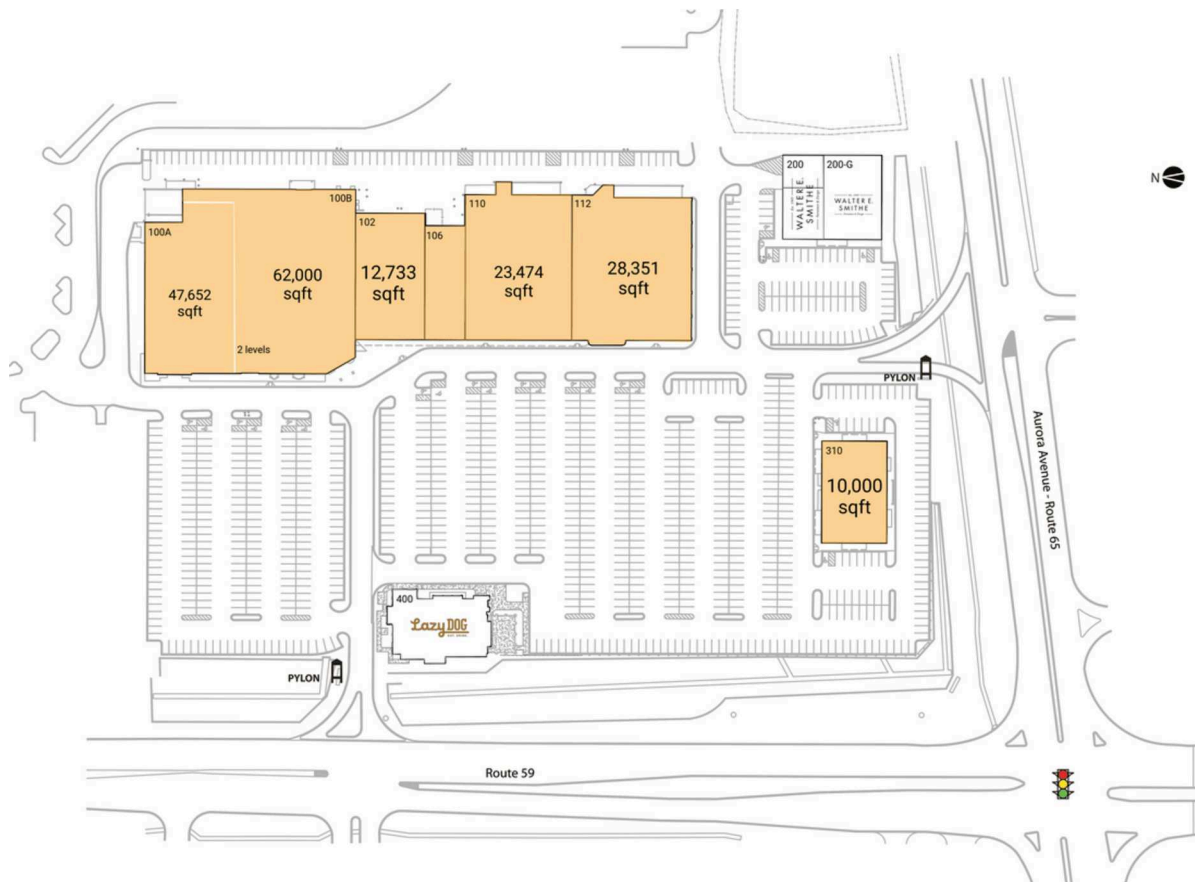 200
200-G
WALTER E.
SMITHE
WALTER E.
SMITHE
N
100B
110
112
102
106
100A
47,652
sqft
62,000
sqft
12,733
sqft
23,474
sqft
28,351
sqft
2 levels
PYLON
310
10,000
sqft
Aurora Avenue - Route 65
400
Lazy DOG
PYLON
Route 59